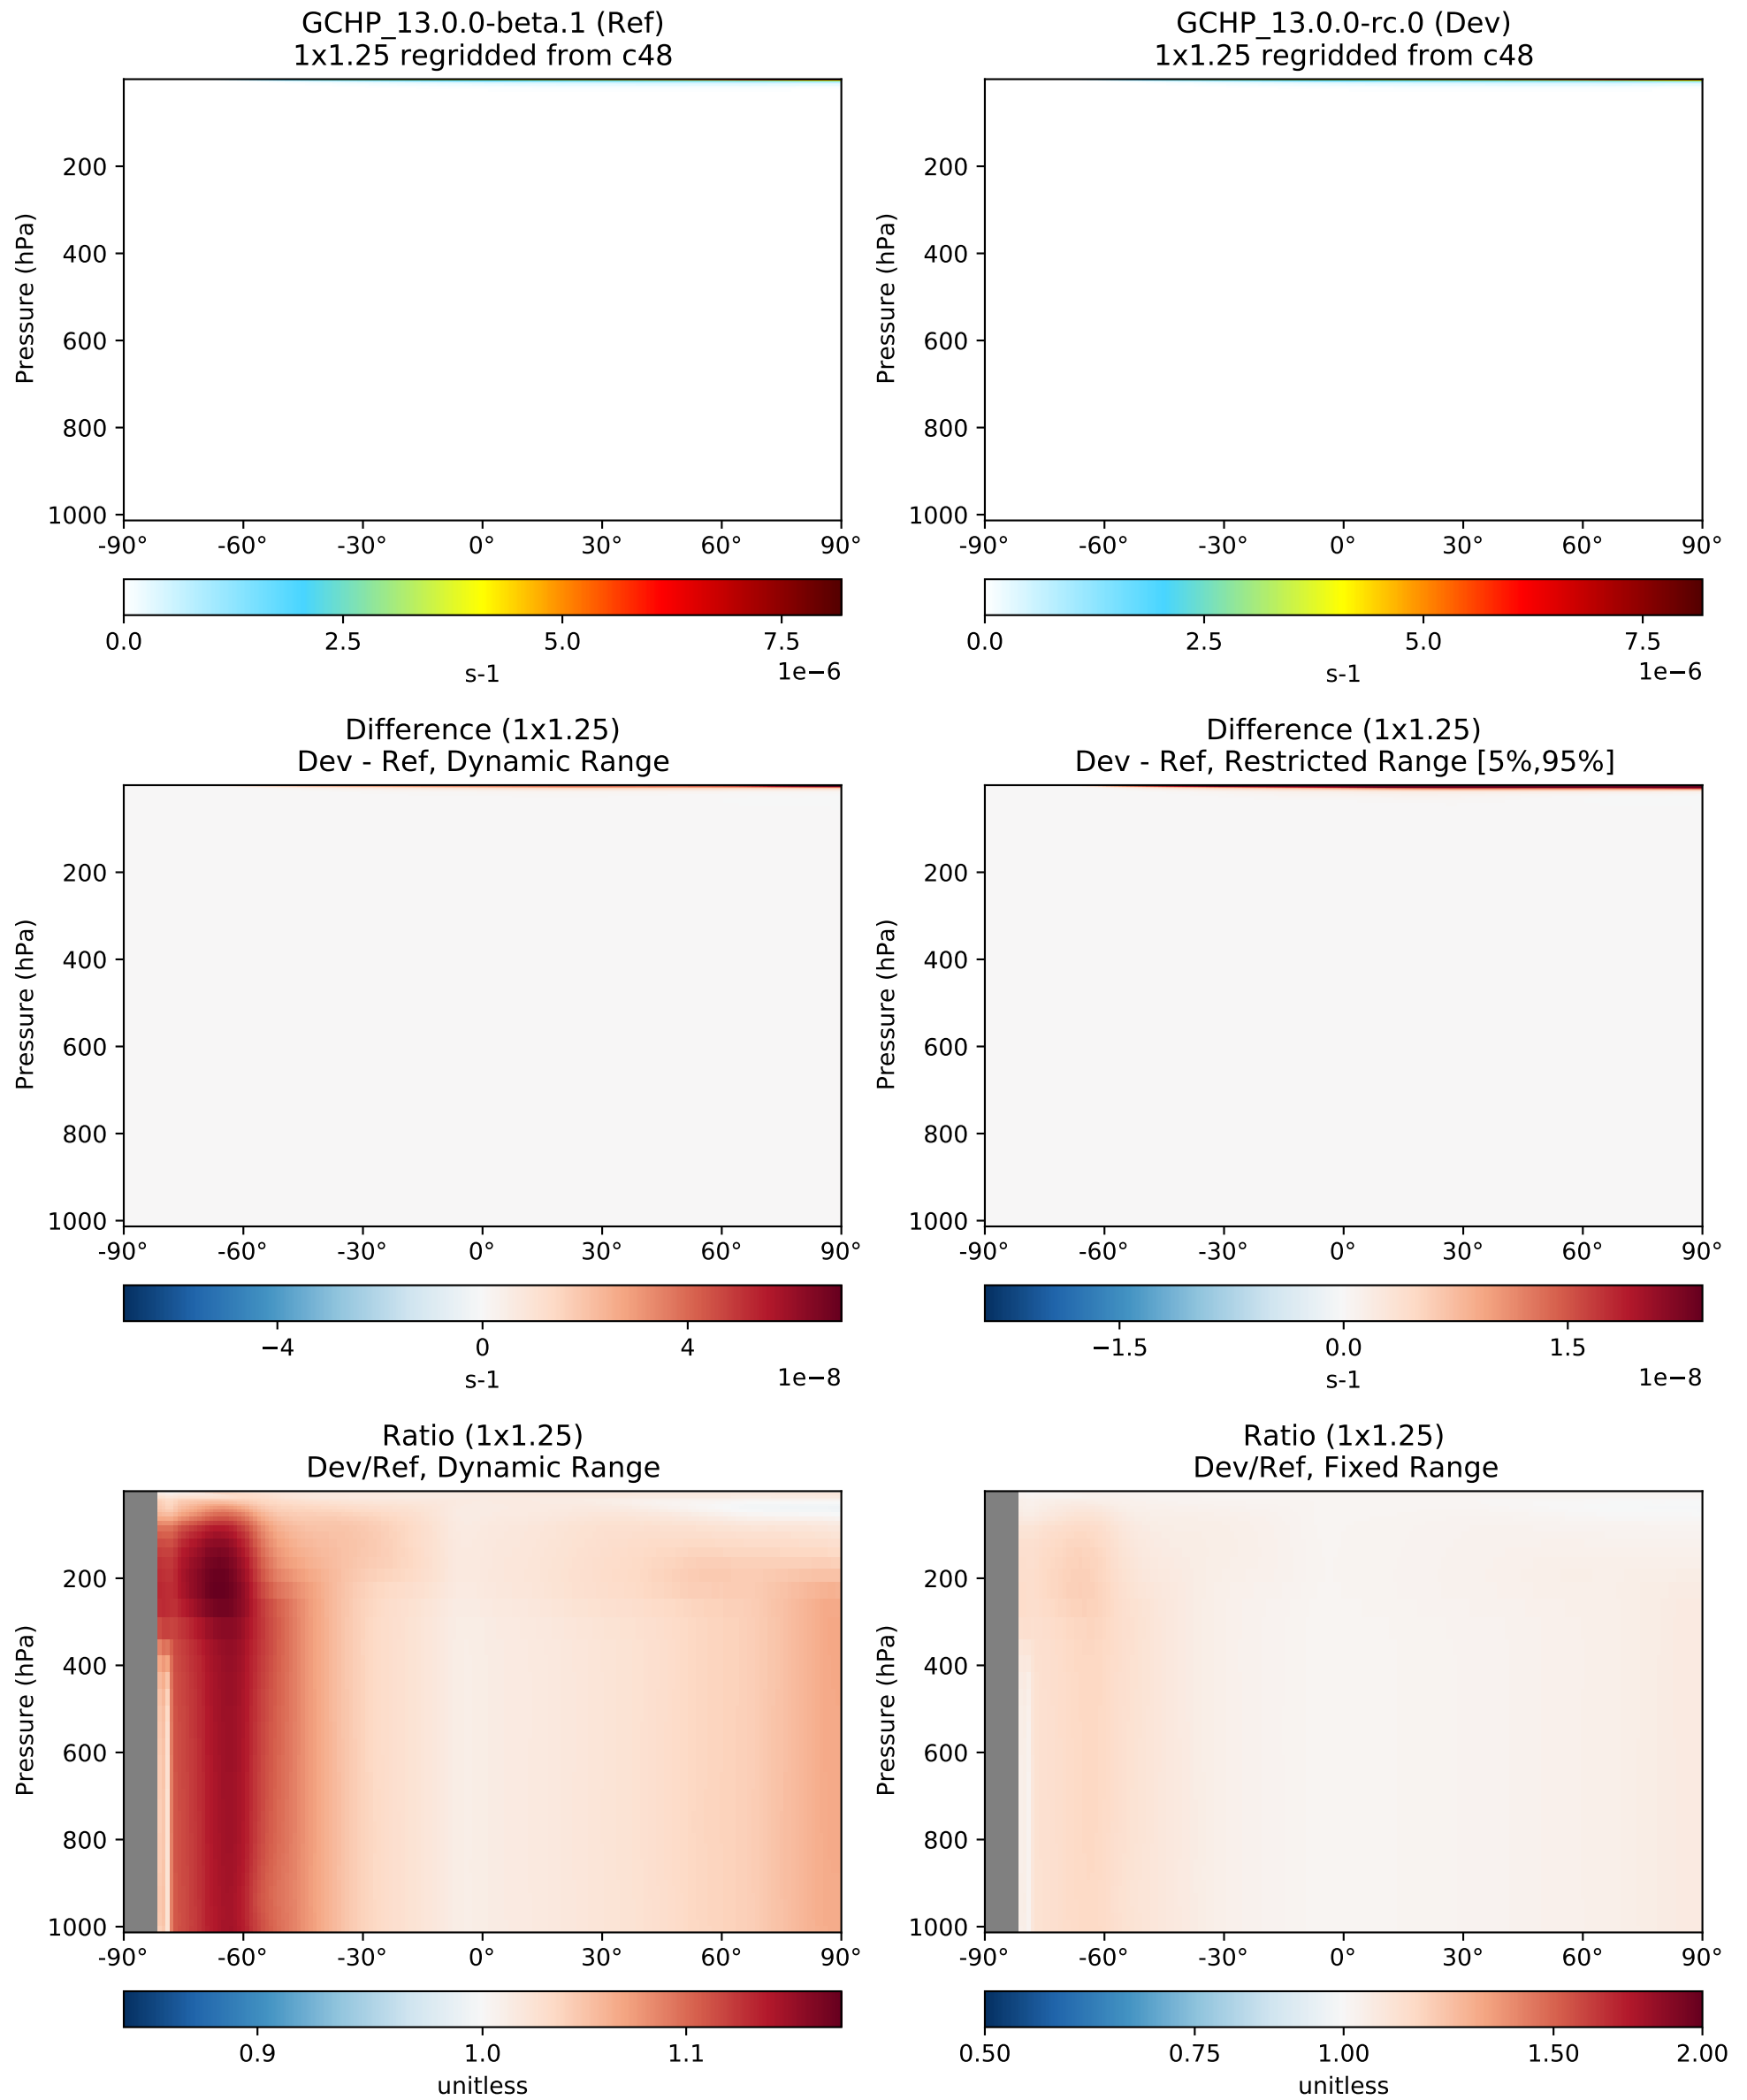 GCHP_13.0.0-beta.1 (Ref)
1x1.25 regridded from c48
Pressure (hPa)
200
400
600
800
1000
-90° -60° -30° 0° 30° 60° 90°
0.0 2.5 5.0 7.5
1e−6
s-1
GCHP_13.0.0-rc.0 (Dev)
1x1.25 regridded from c48
Pressure (hPa)
200
400
600
800
1000
-90° -60° -30° 0° 30° 60° 90°
0.0 2.5 5.0 7.5
1e−6
s-1
Difference (1x1.25)
Dev - Ref, Dynamic Range
Pressure (hPa)
200
400
600
800
1000
-90° -60° -30° 0° 30° 60° 90°
−4 0 4
1e−8
s-1
Difference (1x1.25)
Dev - Ref, Restricted Range [5%,95%]
Pressure (hPa)
200
400
600
800
1000
-90° -60° -30° 0° 30° 60° 90°
−1.5 0.0 1.5
1e−8
s-1
Ratio (1x1.25)
Dev/Ref, Dynamic Range
Pressure (hPa)
200
400
600
800
1000
-90° -60° -30° 0° 30° 60° 90°
0.9 1.0 1.1
unitless
Ratio (1x1.25)
Dev/Ref, Fixed Range
Pressure (hPa)
200
400
600
800
1000
-90° -60° -30° 0° 30° 60° 90°
0.50 0.75 1.00 1.50 2.00
unitless